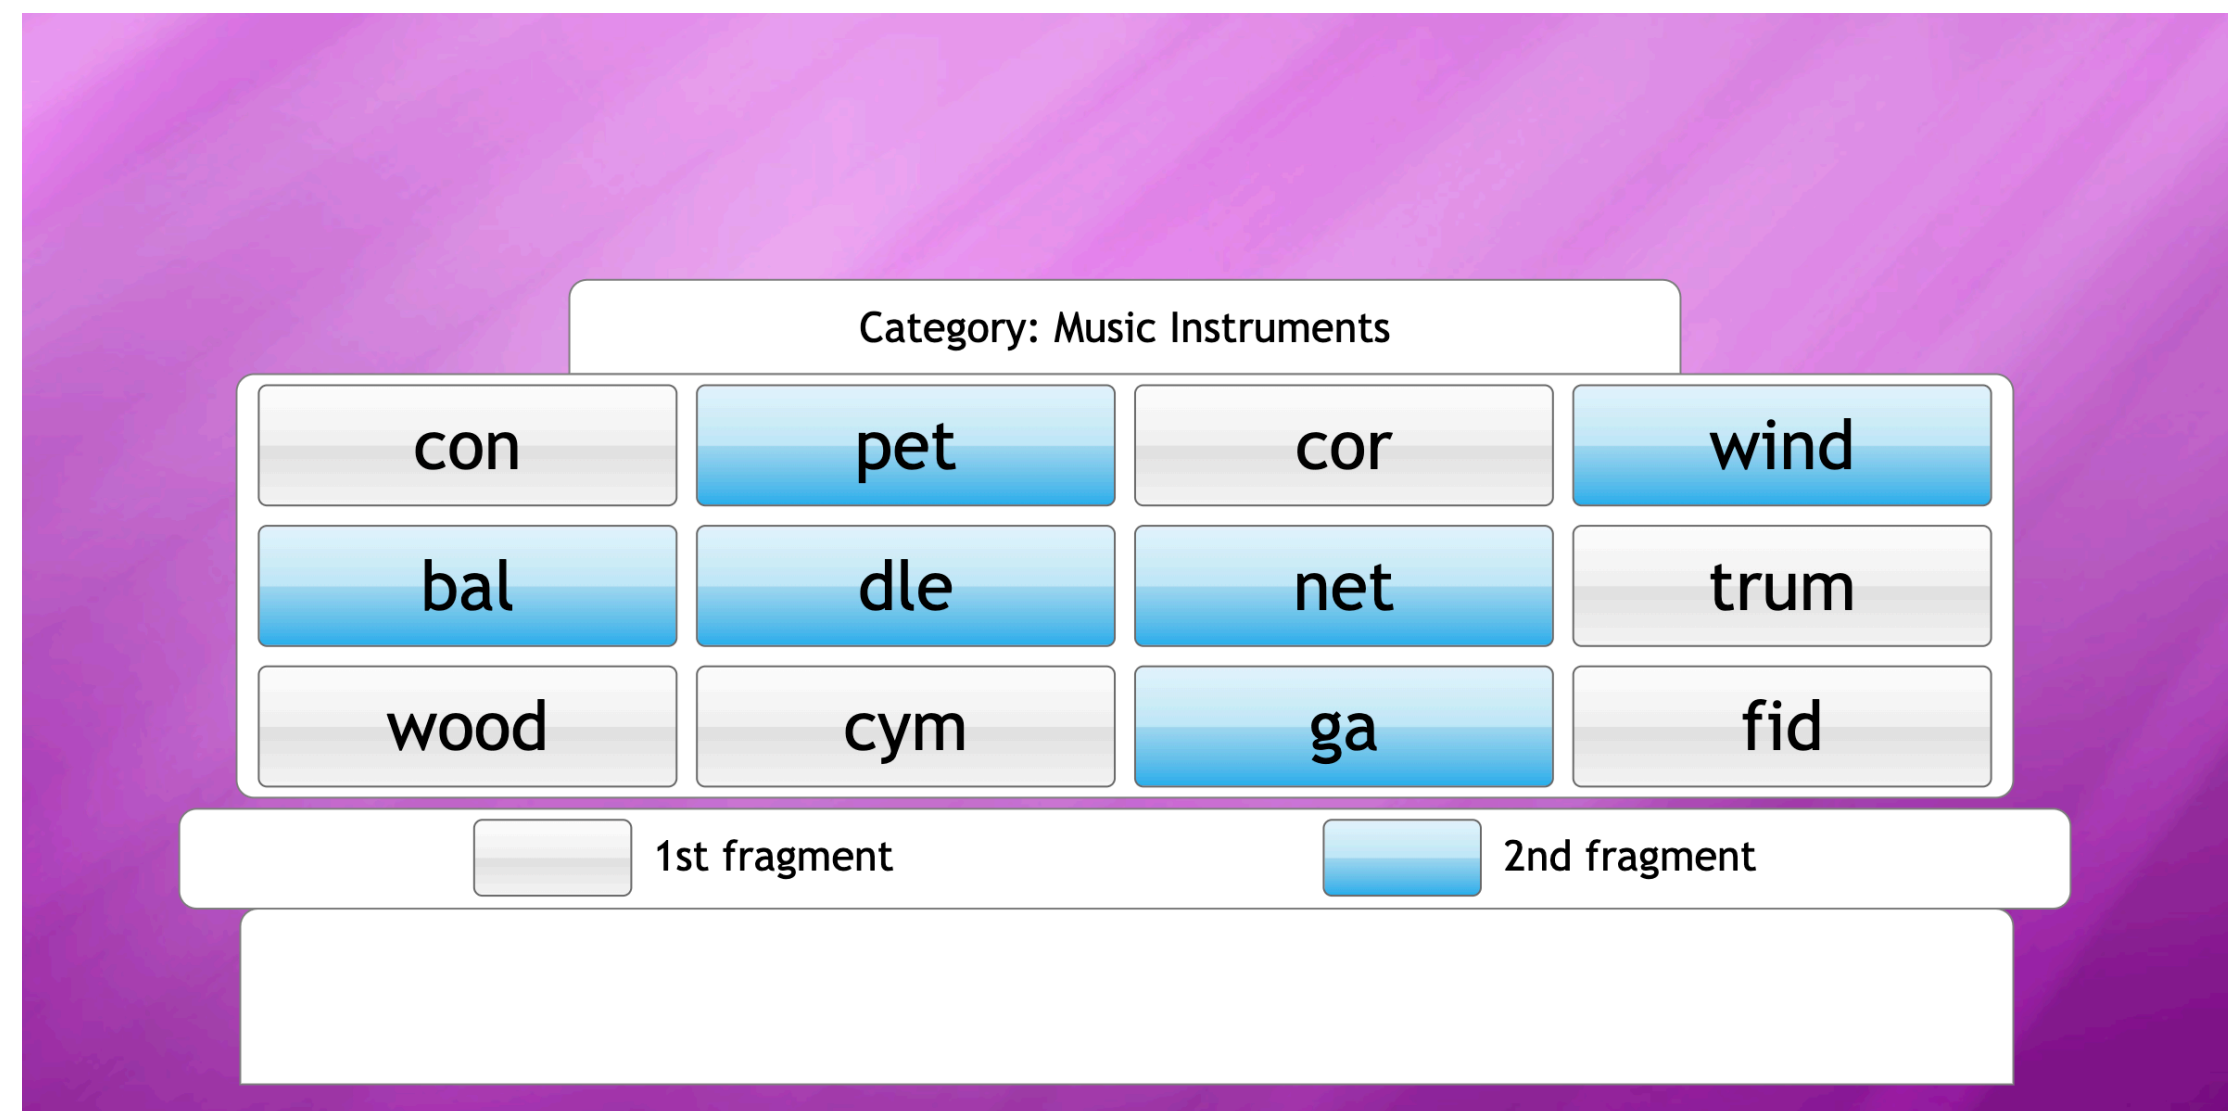 Category: Music Instruments
con pet cor wind
bal dle net trum
wood cym ga fid
1st fragment 2nd fragment